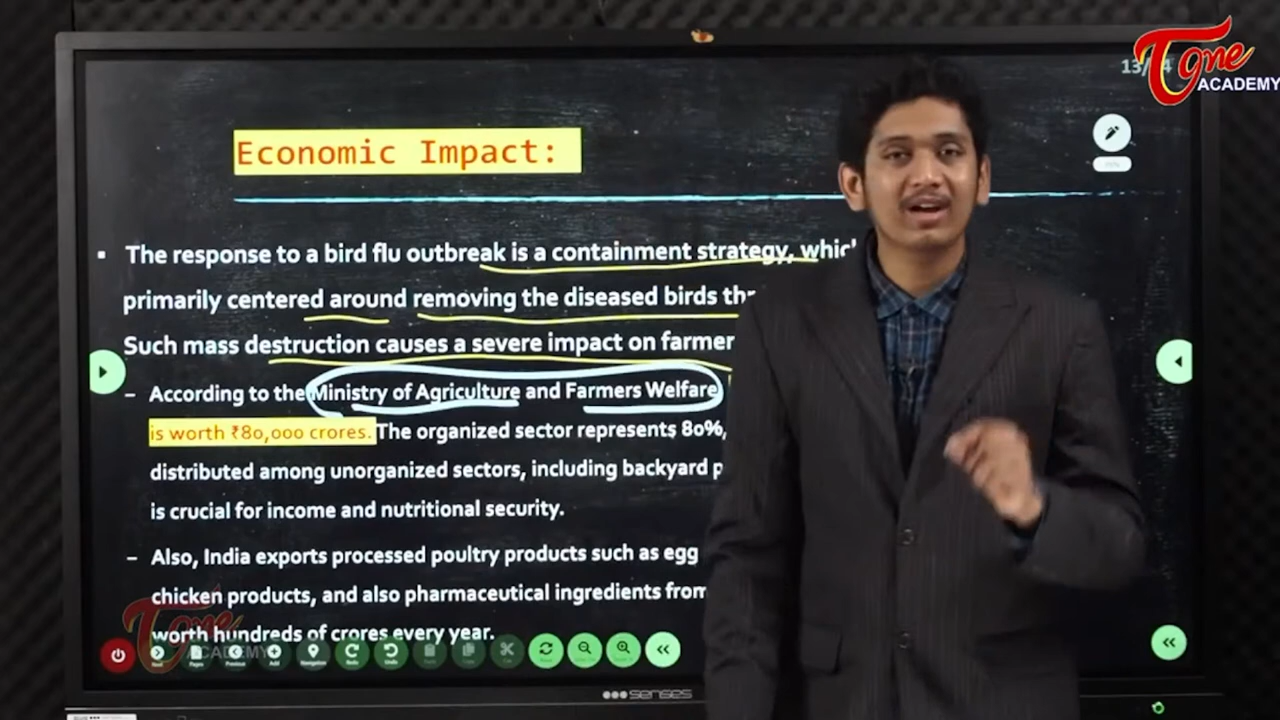 Tone
ACADEMY
Economic Impact:
▪ The response to a bird flu outbreak is a containment strategy,
primarily centered around removing the diseased birds
Such mass destruction causes a severe impact on
– According to the Ministry of Agriculture and Farmers Welfare
is worth ₹80,000 crores. The organized sector represents 80%,
distributed among unorganized sectors, including backyard
is crucial for income and nutritional security.
– Also, India exports processed poultry products such as egg
chicken products, and also pharmaceutical ingredients from
worth hundreds of crores every year.
Tone
ACADEMY
senses